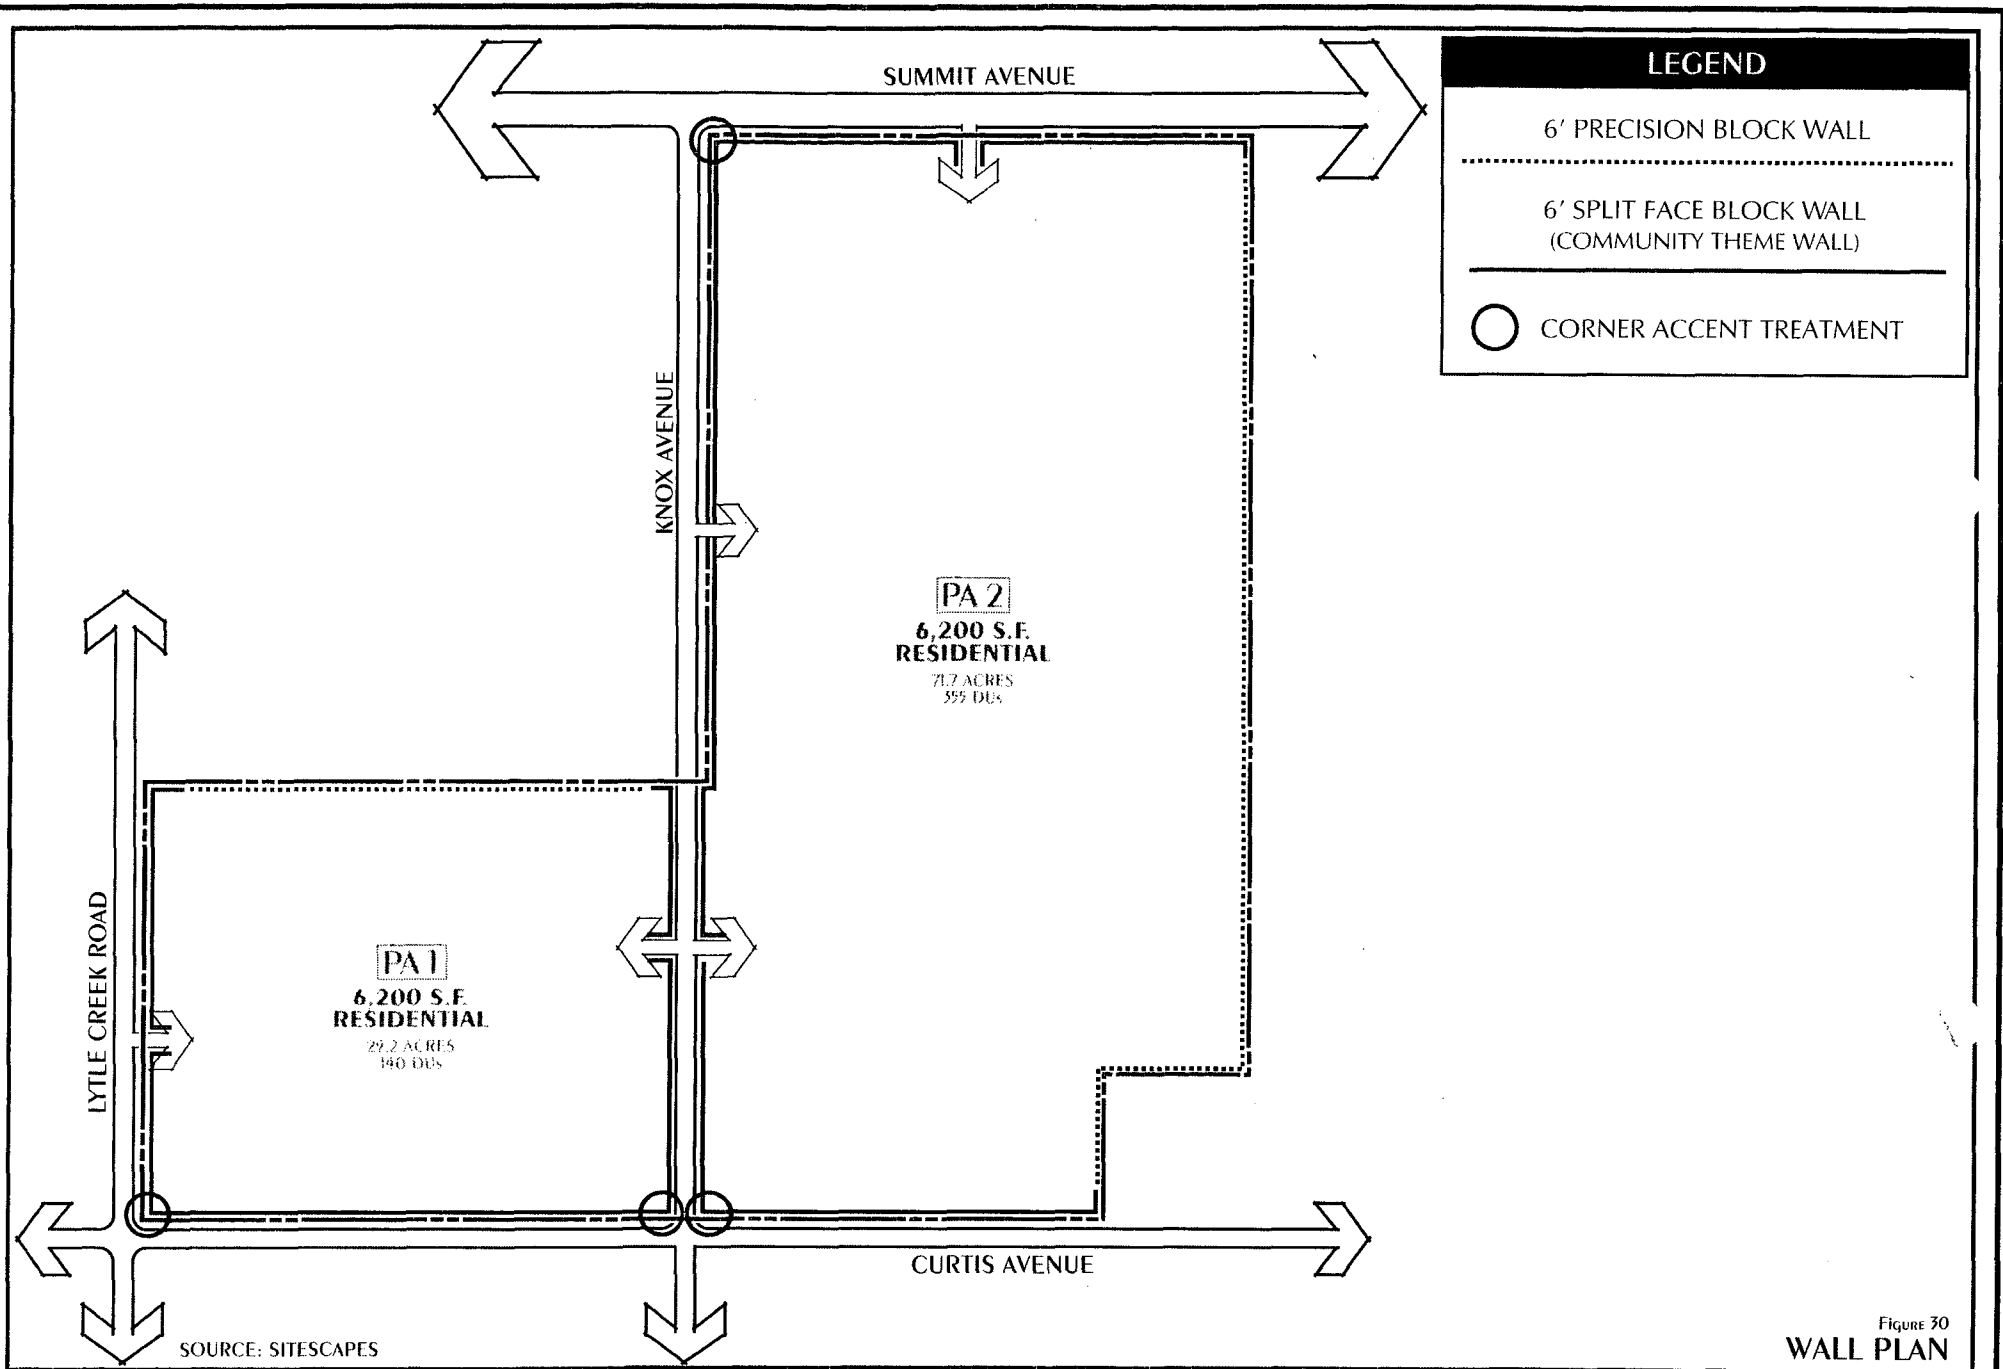 SUMMIT AVENUE
LEGEND
6' PRECISION BLOCK WALL
6' SPLIT FACE BLOCK WALL
(COMMUNITY THEME WALL)
CORNER ACCENT TREATMENT
KNOX AVENUE
PA 2
6,200 S.F.
RESIDENTIAL
71.7 ACRES
355 DUs
LYTLE CREEK ROAD
PA 1
6,200 S.F.
RESIDENTIAL
29.2 ACRES
140 DUs
CURTIS AVENUE
SOURCE: SITESCAPES
Figure 30
WALL PLAN